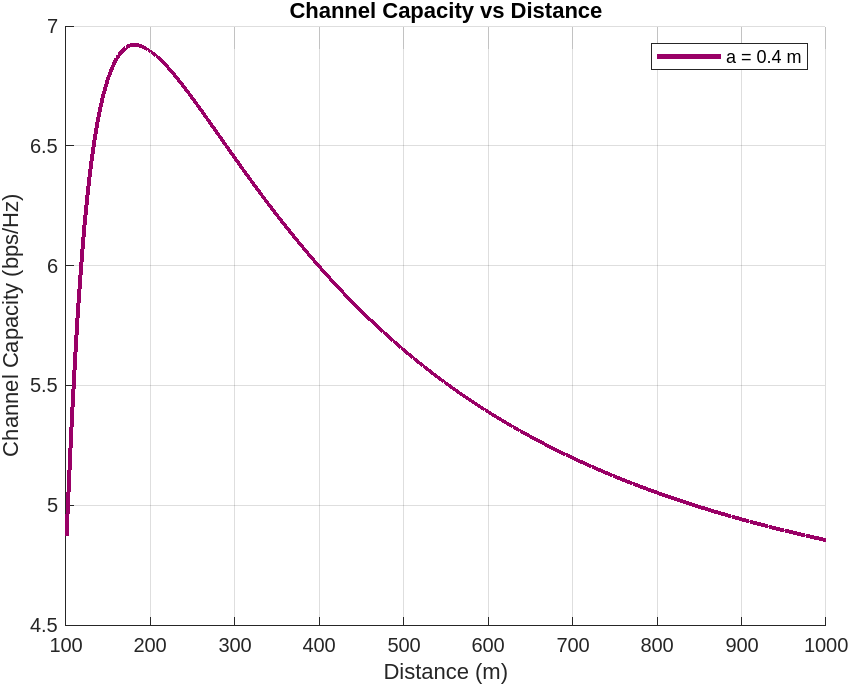 Channel Capacity vs Distance
a = 0.4 m
Channel Capacity (bps/Hz)
7
6.5
6
5.5
5
4.5
100 200 300 400 500 600 700 800 900 1000
Distance (m)